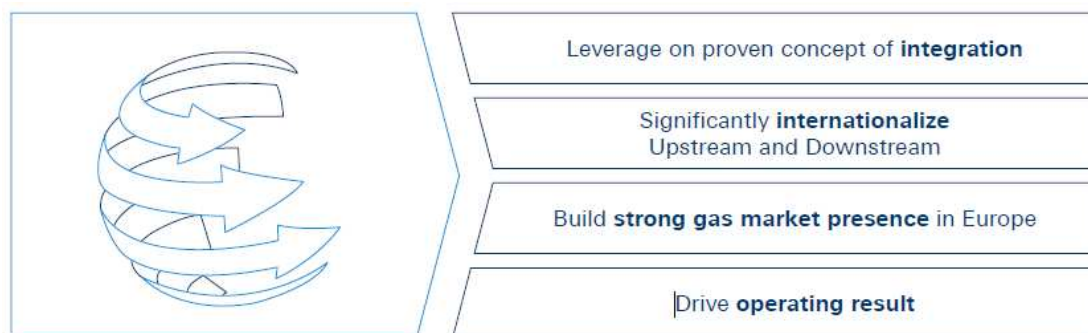 Leverage on proven concept of integration
Significantly internationalize
Upstream and Downstream
Build strong gas market presence in Europe
Drive operating result